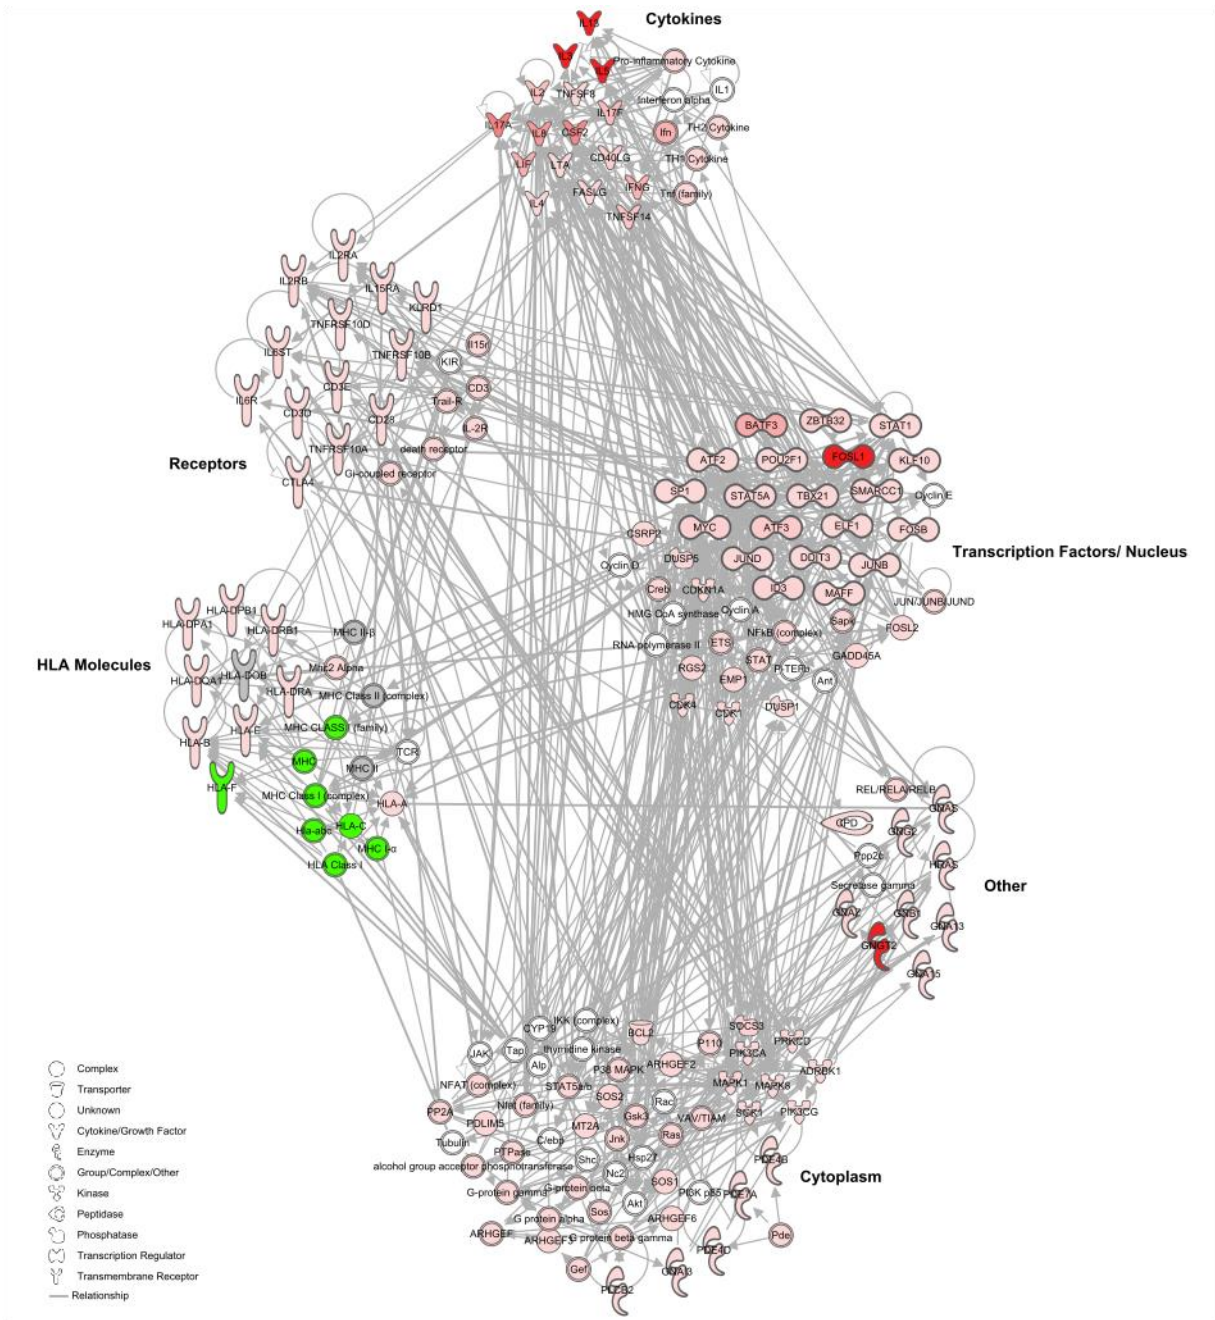 Cytokines
IL13
IL3
IL5
Pro-inflammatory Cytokine
IL2
TNFSF8
Interferon alpha
IL1
IL17A
IL17F
IL8
CSF2
Ifn
TH2 Cytokine
LIF
LTA
CD40LG
TH1 Cytokine
IL4
FASLG
IFNG
Tnf (family)
TNFSF14
IL2RA
IL2RB
IL15RA
KLRD1
TNFRSF10D
IL6ST
TNFRSF10B
Il15r
KIR
IL6R
CD3E
CD3
CD3D
CD28
Trail-R
IL-2R
TNFRSF10A
death receptor
Receptors
CTLA4
Gi-coupled receptor
BATF3
ZBTB32
STAT1
ATF2
POU2F1
FOSL1
KLF10
SP1
STAT5A
TBX21
SMARCC1
Cyclin E
CSRP2
MYC
ATF3
ELF1
FOSB
Transcription Factors/ Nucleus
Cyclin D
DUSP5
JUND
DDIT3
JUNB
Creb
CDKN1A
ID3
MAFF
JUN/JUNB/JUND
HMG CoA synthase
Cyclin A
Sapk
FOSL2
RNA polymerase II
ETS
NFkB (complex)
RGS2
EMP1
STAT
P-TEFb
Ant
GADD45A
CDK4
CDK1
DUSP1
HLA Molecules
HLA-DPA1
HLA-DPB1
HLA-DRB1
MHC II-β
HLA-DQA1
HLA-DOB
Mhc2 Alpha
HLA-DRA
MHC Class II (complex)
HLA-B
HLA-E
MHC CLASS I (family)
TCR
MHC
MHC II
HLA-F
MHC Class I (complex)
HLA-A
Hla-abc
HLA-C
MHC I-α
HLA Class I
REL/RELA/RELB
GNAS
CPD
GNG2
Ppp2c
HRAS
Secretase gamma
Other
GNAZ
GNB1
GNA13
GNGT2
GNA15
CYP19
IKK (complex)
BCL2
SOCS3
JAK
Tap
thymidine kinase
P110
PIK3CA
PRKCD
Alp
P38 MAPK
ARHGEF2
ADRBK1
NFAT (complex)
STAT5a/b
SOS2
MAPK1
MAPK8
PP2A
Nfat (family)
Rac
PDLIM5
MT2A
Gsk3
VAV/TIAM
SGK1
PIK3CG
Tubulin
C/ebp
Jnk
Ras
PTPase
Shc
Hsp27
PDE4B
alcohol group acceptor phosphotransferase
Nc2
Cytoplasm
G-protein gamma
G-protein beta
SOS1
PI3K p85
PDE7A
Akt
G protein alpha
Sos
ARHGEF6
ARHGEF
ARHGEF3
G protein beta gamma
PDE4D
Pde
Gef
GNAI3
PLCB2
Complex
Transporter
Unknown
Cytokine/Growth Factor
Enzyme
Group/Complex/Other
Kinase
Peptidase
Phosphatase
Transcription Regulator
Transmembrane Receptor
Relationship